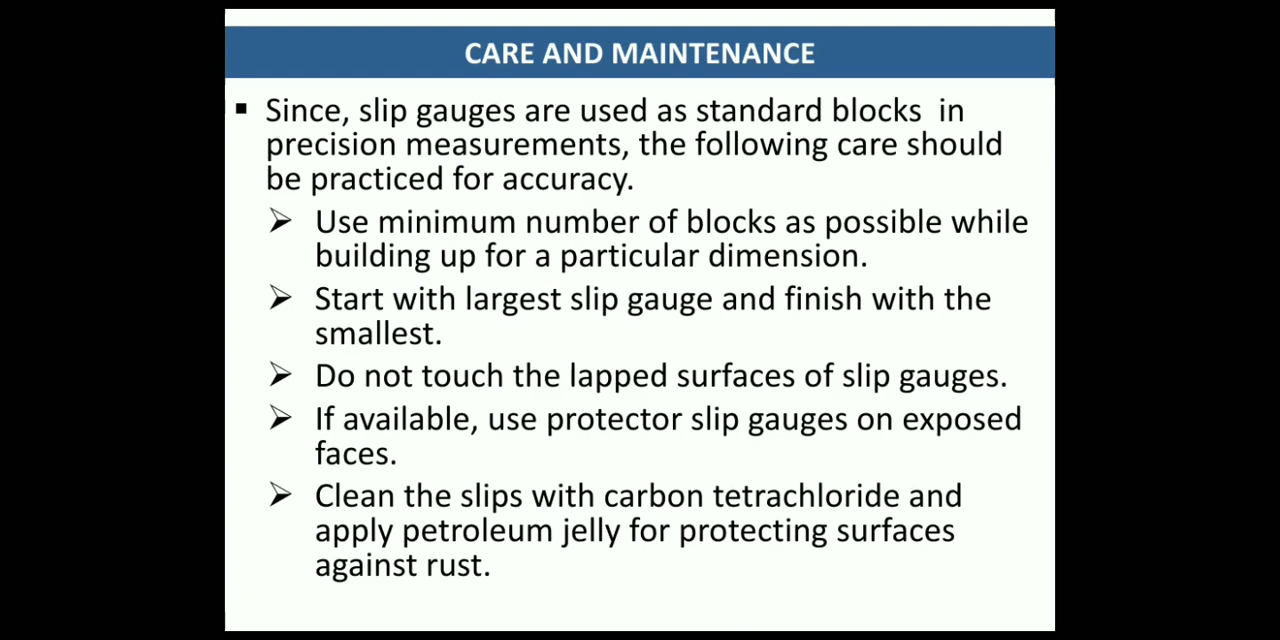 CARE AND MAINTENANCE
▪ Since, slip gauges are used as standard blocks in
precision measurements, the following care should
be practiced for accuracy.
➢ Use minimum number of blocks as possible while
building up for a particular dimension.
➢ Start with largest slip gauge and finish with the
smallest.
➢ Do not touch the lapped surfaces of slip gauges.
➢ If available, use protector slip gauges on exposed
faces.
➢ Clean the slips with carbon tetrachloride and
apply petroleum jelly for protecting surfaces
against rust.